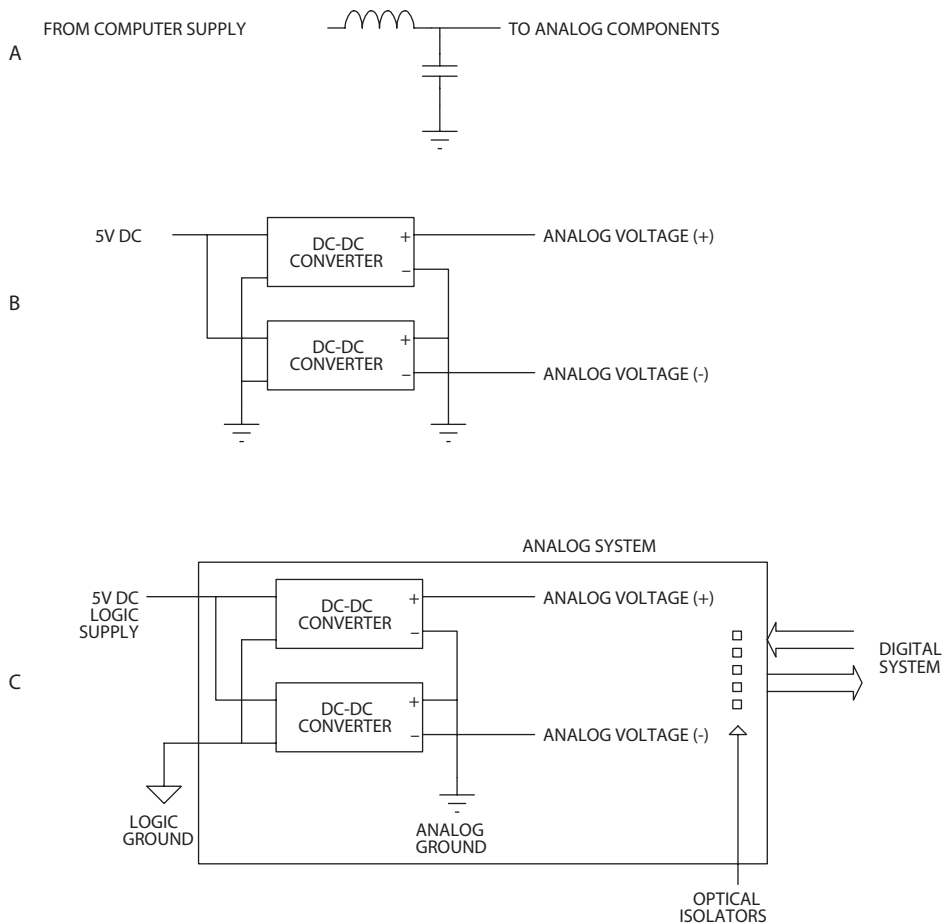 FROM COMPUTER SUPPLY
TO ANALOG COMPONENTS
A
5V DC
DC-DC
CONVERTER
+
−
ANALOG VOLTAGE (+)
B
DC-DC
CONVERTER
+
−
ANALOG VOLTAGE (-)
ANALOG SYSTEM
5V DC
LOGIC
SUPPLY
DC-DC
CONVERTER
+
−
ANALOG VOLTAGE (+)
DIGITAL
SYSTEM
C
DC-DC
CONVERTER
+
−
ANALOG VOLTAGE (-)
LOGIC
GROUND
ANALOG
GROUND
OPTICAL
ISOLATORS